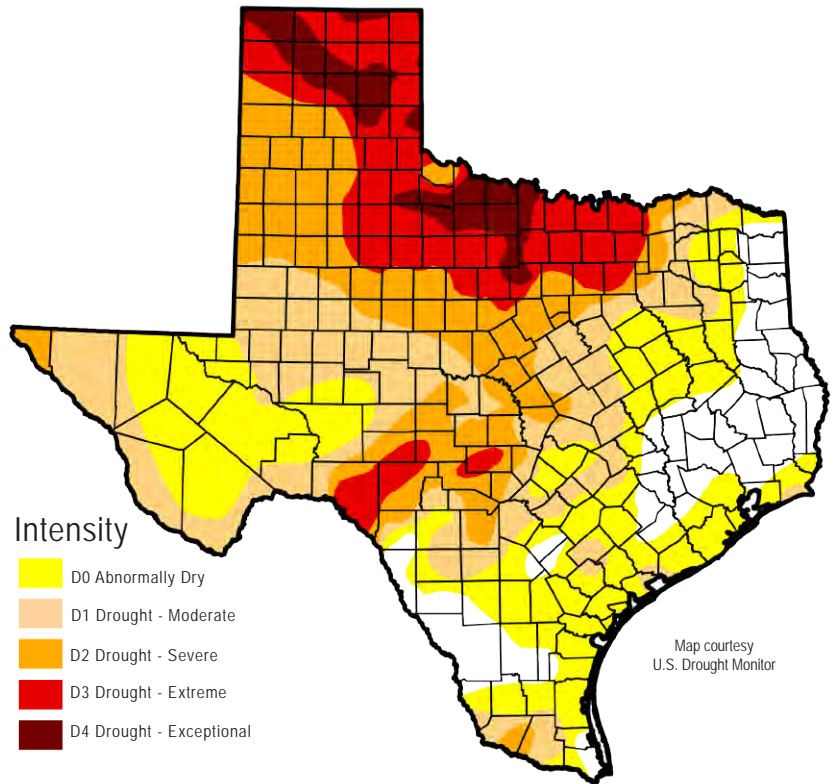 Intensity
D0 Abnormally Dry
D1 Drought - Moderate
D2 Drought - Severe
D3 Drought - Extreme
D4 Drought - Exceptional
Map courtesy
U.S. Drought Monitor